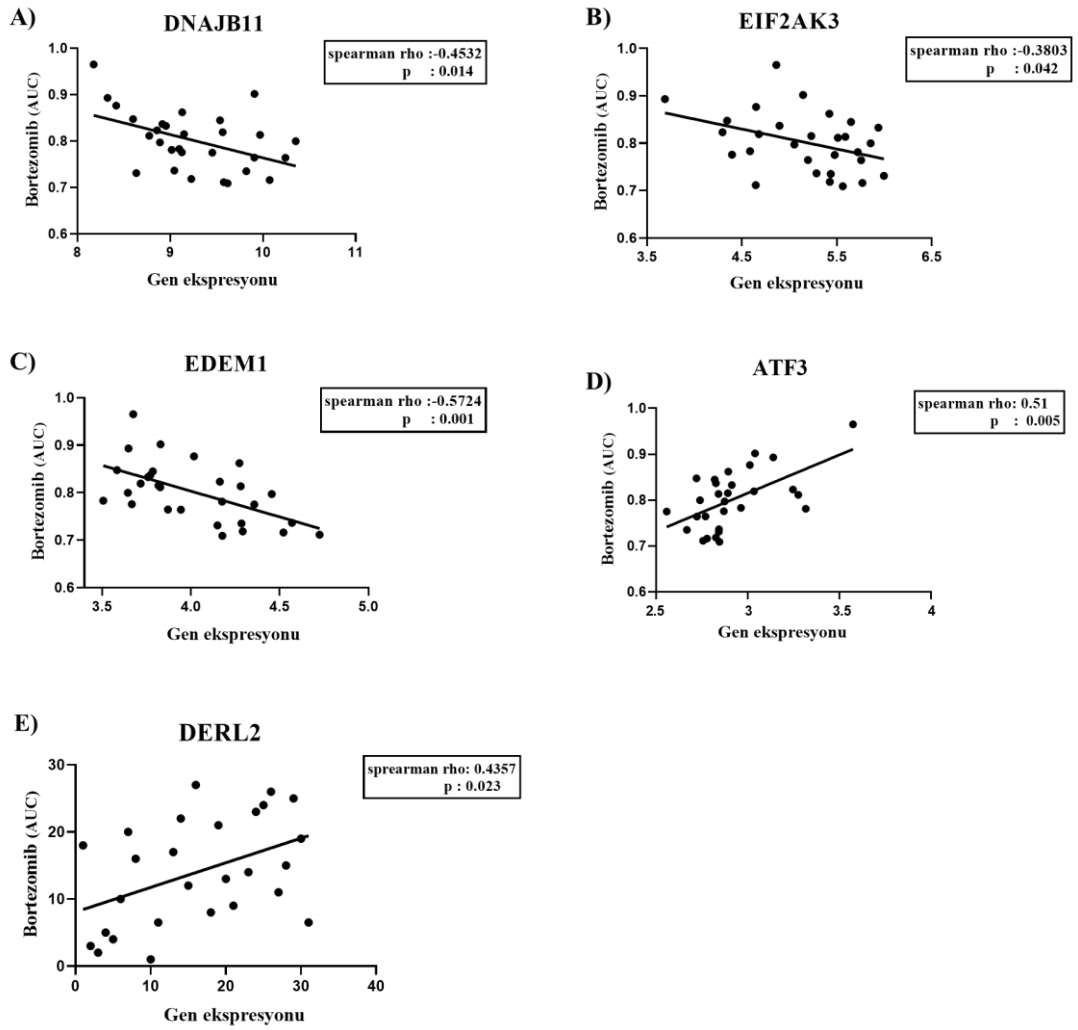 A)
DNAJB11
spearman rho :-0.4532
p : 0.014
Bortezomib (AUC)
1.0
0.9
0.8
0.7
0.6
8
9
10
11
Gen ekspresyonu
B)
EIF2AK3
spearman rho :-0.3803
p : 0.042
Bortezomib (AUC)
1.0
0.9
0.8
0.7
0.6
3.5
4.5
5.5
6.5
Gen ekspresyonu
C)
EDEM1
spearman rho :-0.5724
p : 0.001
Bortezomib (AUC)
1.0
0.9
0.8
0.7
0.6
3.5
4.0
4.5
5.0
Gen ekspresyonu
D)
ATF3
spearman rho: 0.51
p : 0.005
Bortezomib (AUC)
1.0
0.9
0.8
0.7
0.6
2.5
3
3.5
4
Gen ekspresyonu
E)
DERL2
sprearman rho: 0.4357
p : 0.023
Bortezomib (AUC)
30
20
10
0
0
10
20
30
40
Gen ekspresyonu